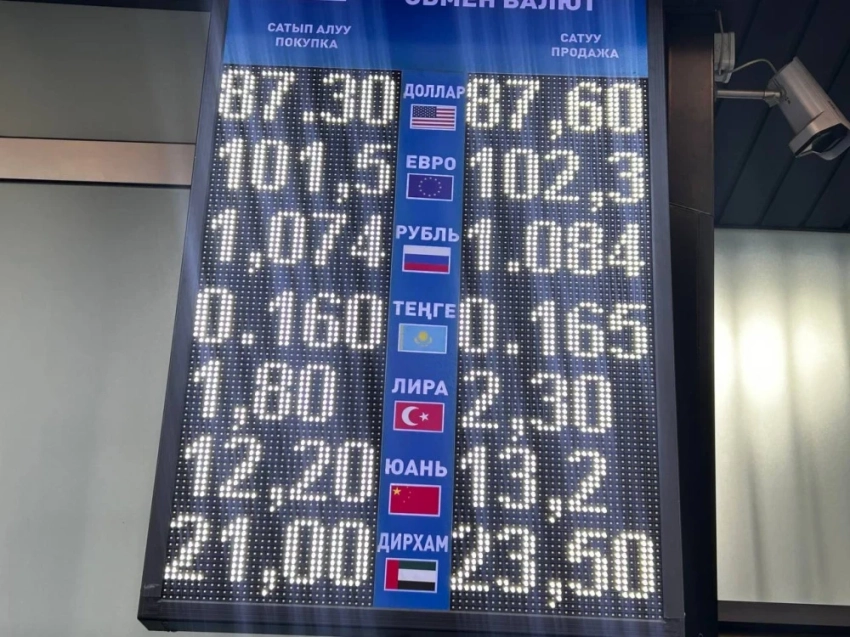 ОБМЕН ВАЛЮТ
САТЫП АЛУУ
ПОКУПКА
САТУУ
ПРОДАЖА
87.30 ДОЛЛАР 87,60
101,5 ЕВРО 102,3
1,074 РУБЛЬ 1.084
0.160 ТЕҢГЕ 0.165
1,80 ЛИРА 2,30
12,20 ЮАНЬ 13,2
21,00 ДИРХАМ 23,50